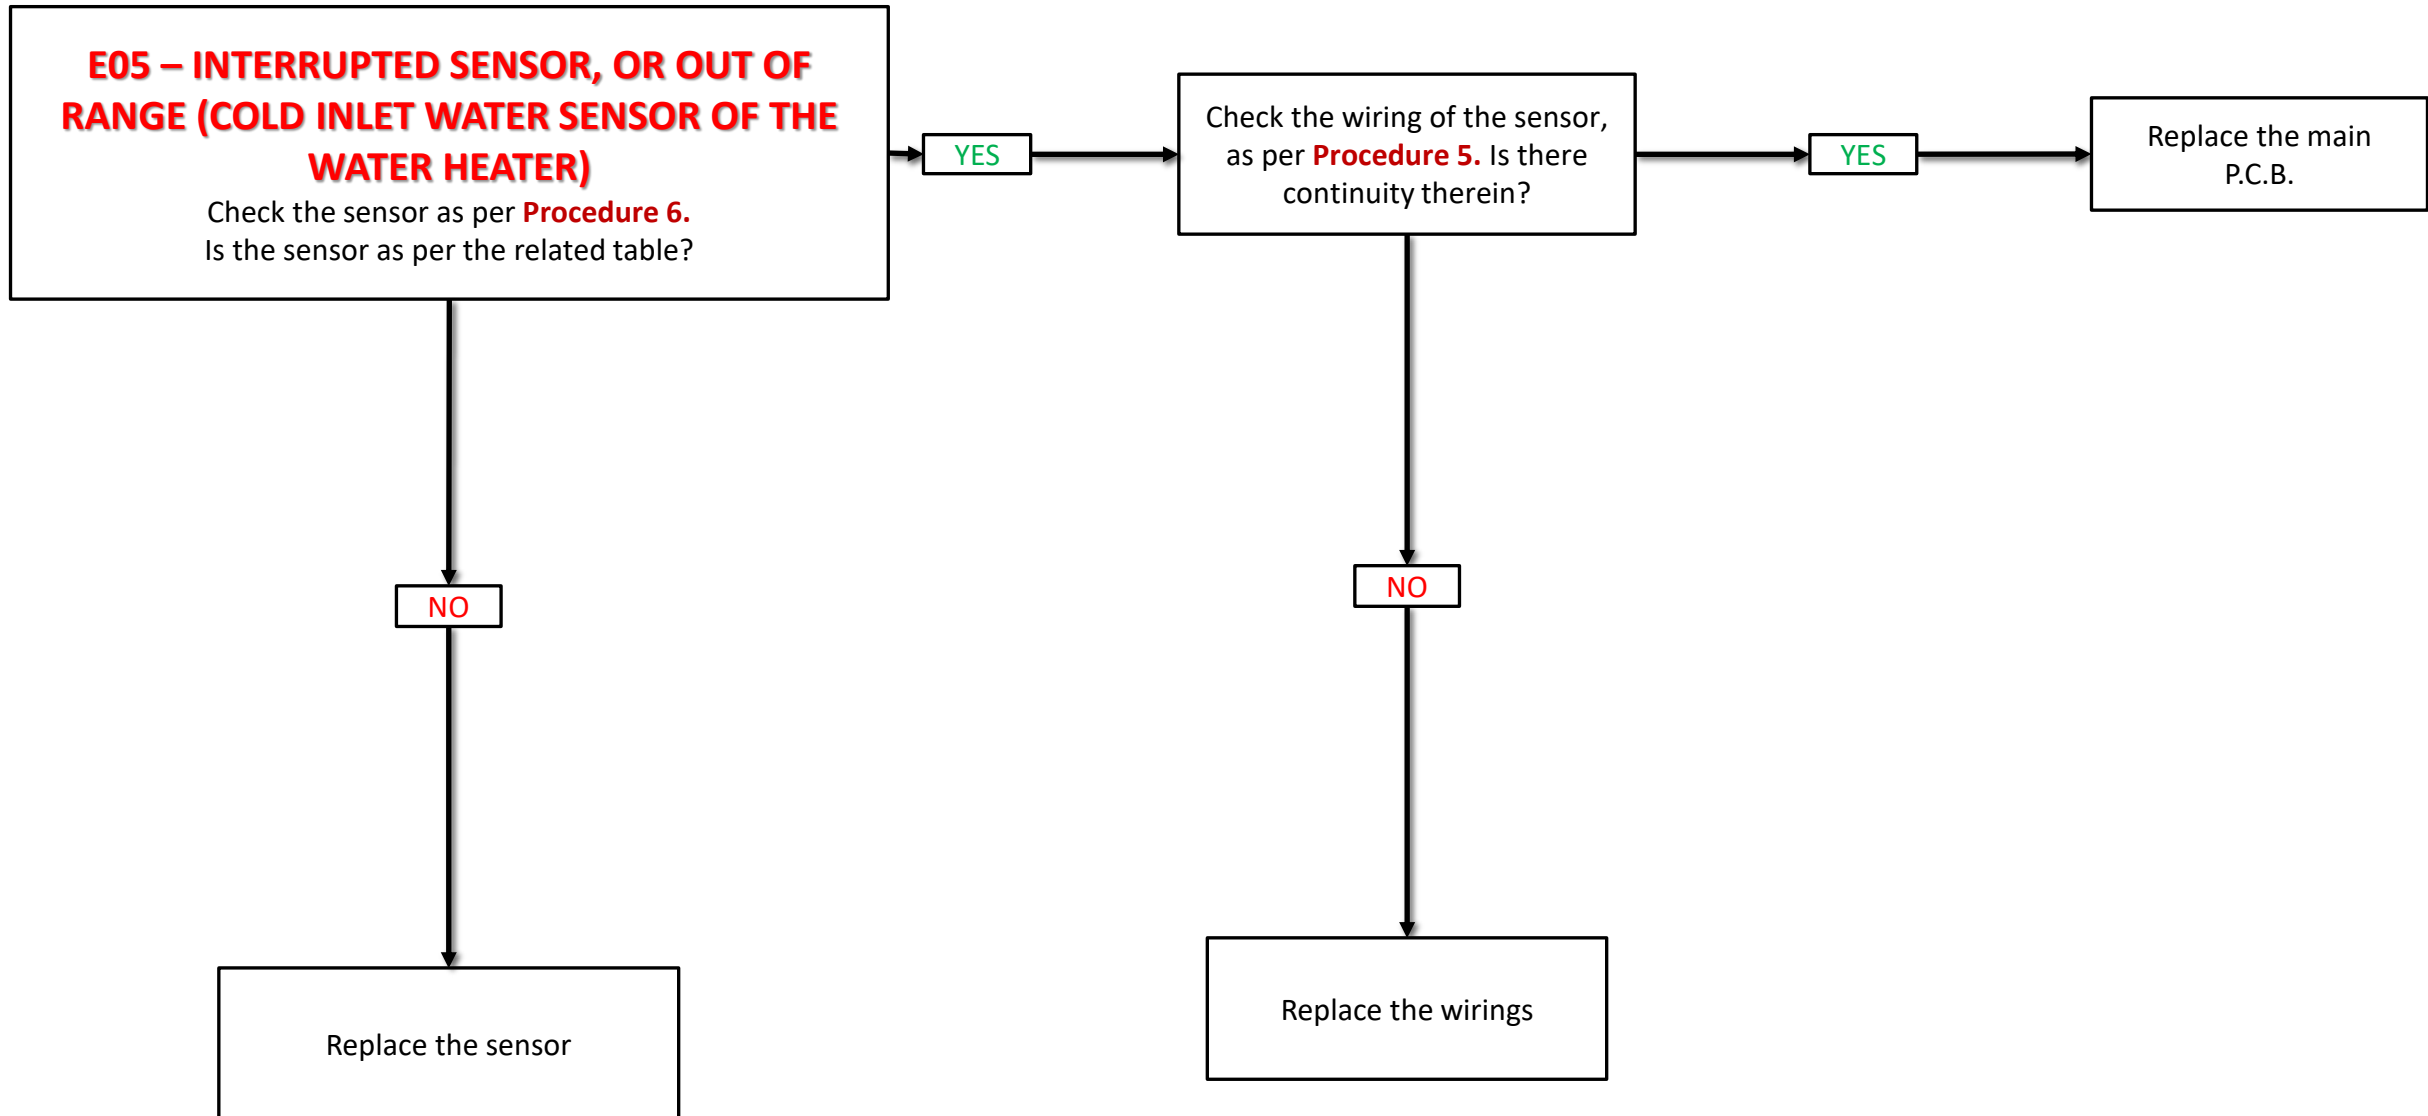 E05 – INTERRUPTED SENSOR, OR OUT OF
RANGE (COLD INLET WATER SENSOR OF THE
WATER HEATER)
Check the sensor as per Procedure 6.
Is the sensor as per the related table?
YES
Check the wiring of the sensor,
as per Procedure 5. Is there
continuity therein?
YES
Replace the main
P.C.B.
NO
NO
Replace the wirings
Replace the sensor